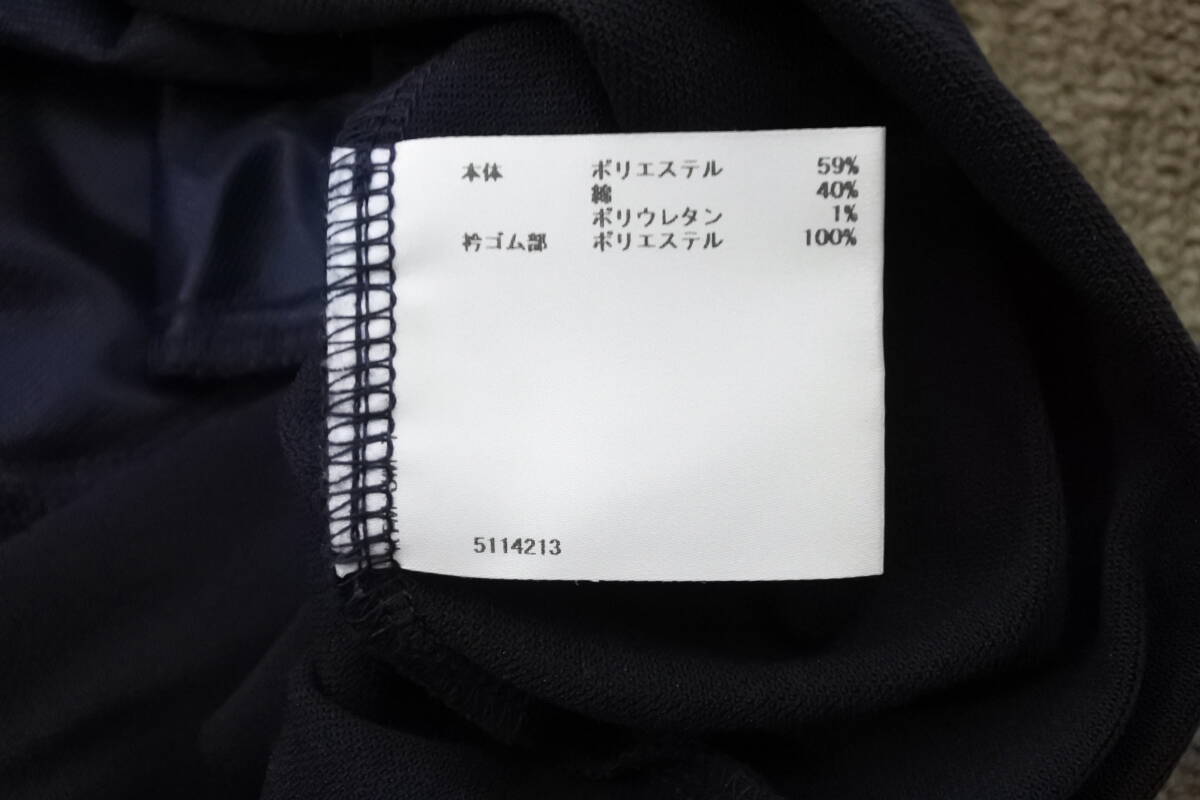 本体 ポリエステル 59%
綿 40%
ポリウレタン 1%
衿ゴム部 ポリエステル 100%
5114213